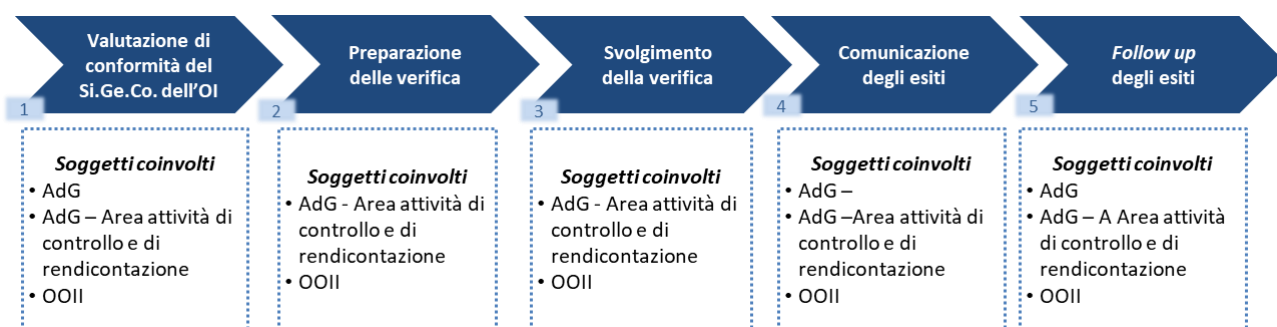 Valutazione di
conformità del
Si.Ge.Co. dell'OI
1
Preparazione
delle verifica
2
Svolgimento
della verifica
3
Comunicazione
degli esiti
4
Follow up
degli esiti
5
Soggetti coinvolti
• AdG
• AdG – Area attività di
controllo e di
rendicontazione
• OOII
Soggetti coinvolti
• AdG - Area attività di
controllo e di
rendicontazione
• OOII
Soggetti coinvolti
• AdG - Area attività di
controllo e di
rendicontazione
• OOII
Soggetti coinvolti
• AdG –
• AdG –Area attività di
controllo e di
rendicontazione
• OOII
Soggetti coinvolti
• AdG
• AdG – A Area attività
di controllo e di
rendicontazione
• OOII